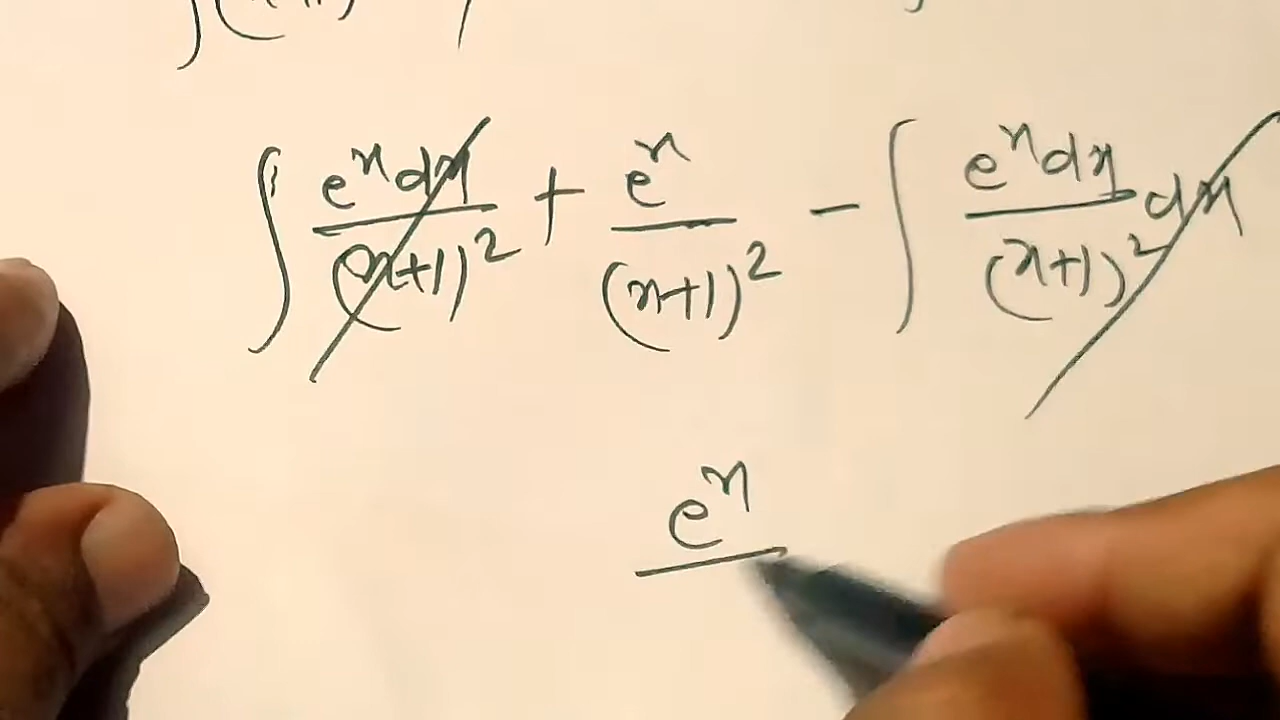 ∫ eˣdx/(x+1)² + eˣ/(x+1)² - ∫ eˣdx/(x+1)² dx
eˣ